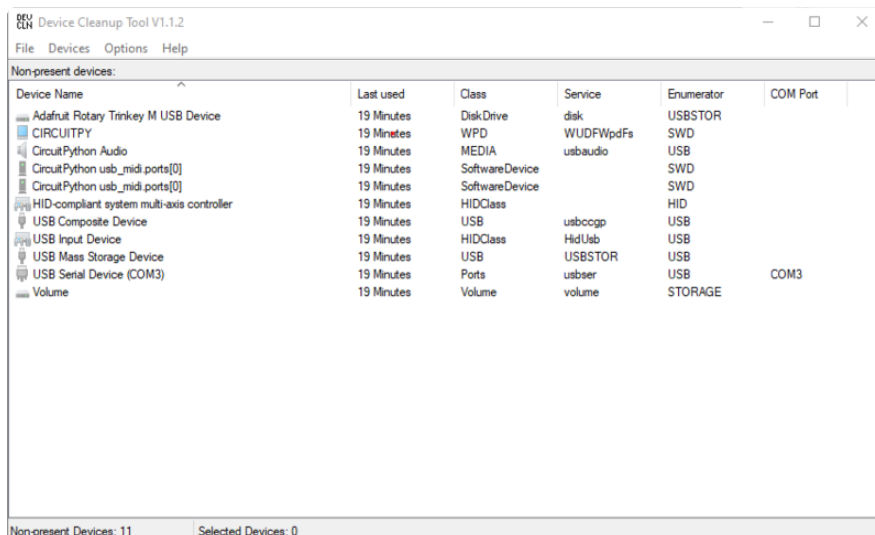 DEV CLN Device Cleanup Tool V1.1.2
File Devices Options Help
Non-present devices:
Device Name Last used Class Service Enumerator COM Port
Adafruit Rotary Trinkey M USB Device 19 Minutes DiskDrive disk USBSTOR
CIRCUITPY 19 Minutes WPD WUDFWpdFs SWD
CircuitPython Audio 19 Minutes MEDIA usbaudio USB
CircuitPython usb_midi.ports[0] 19 Minutes SoftwareDevice SWD
CircuitPython usb_midi.ports[0] 19 Minutes SoftwareDevice SWD
HID-compliant system multi-axis controller 19 Minutes HIDClass HID
USB Composite Device 19 Minutes USB usbccgp USB
USB Input Device 19 Minutes HIDClass HidUsb USB
USB Mass Storage Device 19 Minutes USB USBSTOR USB
USB Serial Device (COM3) 19 Minutes Ports usbser USB COM3
Volume 19 Minutes Volume volume STORAGE
Non-present Devices: 11 Selected Devices: 0